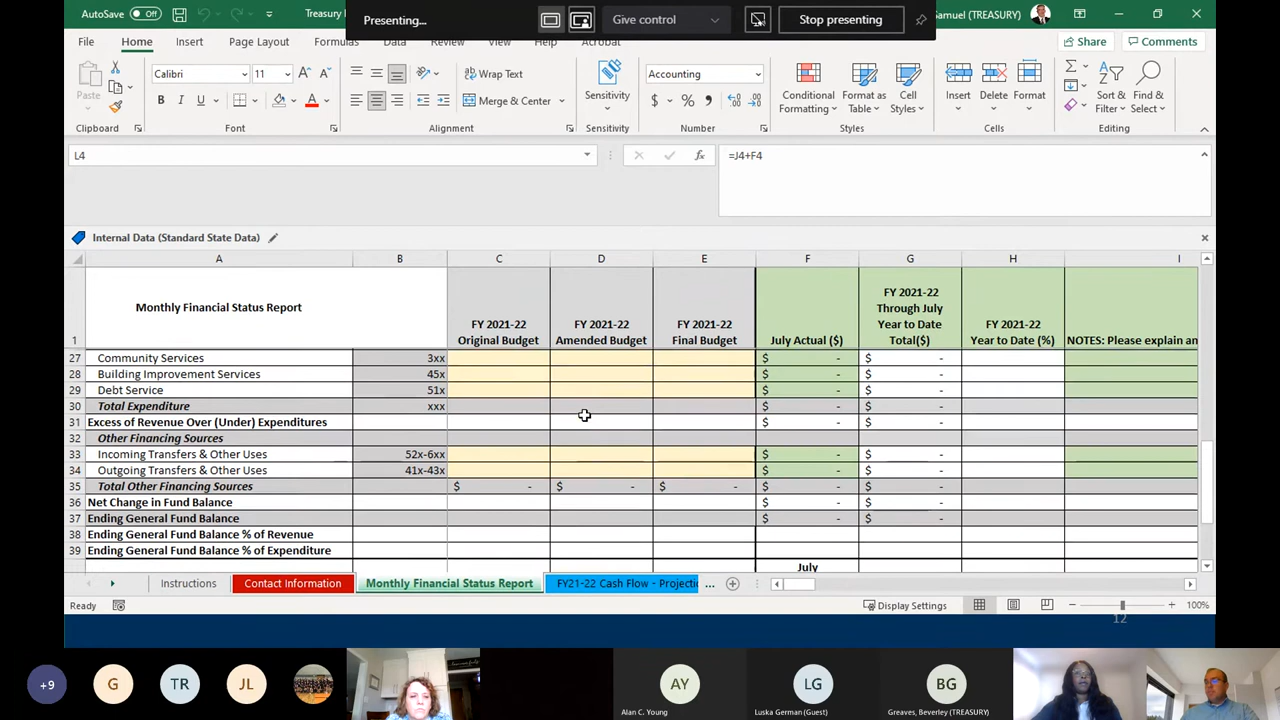 Presenting...
Give control
Stop presenting
AutoSave Off
Treasury
Samuel (TREASURY)
File Home Insert Page Layout Formulas Data Review View Help Acrobat
Share Comments
Paste
Calibri 11
B I U
Wrap Text
Merge & Center
Sensitivity
Accounting
$ % ,
Conditional Formatting
Format as Table
Cell Styles
Insert Delete Format
Sort & Filter
Find & Select
Clipboard Font Alignment Sensitivity Number Styles Cells Editing
L4 fx =J4+F4
Internal Data (Standard State Data)
A B C D E F G H I
1 Monthly Financial Status Report
FY 2021-22 Original Budget
FY 2021-22 Amended Budget
FY 2021-22 Final Budget
July Actual ($)
FY 2021-22 Through July Year to Date Total($)
FY 2021-22 Year to Date (%)
NOTES: Please explain an
27 Community Services 3xx $ - $ -
28 Building Improvement Services 45x $ - $ -
29 Debt Service 51x $ - $ -
30 Total Expenditure xxx $ - $ -
31 Excess of Revenue Over (Under) Expenditures $ - $ -
32 Other Financing Sources
33 Incoming Transfers & Other Uses 52x-6xx $ - $ -
34 Outgoing Transfers & Other Uses 41x-43x $ - $ -
35 Total Other Financing Sources $ - $ - $ - $ - $ -
36 Net Change in Fund Balance $ - $ -
37 Ending General Fund Balance $ - $ -
38 Ending General Fund Balance % of Revenue
39 Ending General Fund Balance % of Expenditure
July
Instructions Contact Information Monthly Financial Status Report FY21-22 Cash Flow - Projectio ...
Ready Display Settings 100%
12
+9 G TR JL AY LG BG
Alan C. Young
Luska German (Guest)
Greaves, Beverley (TREASURY)